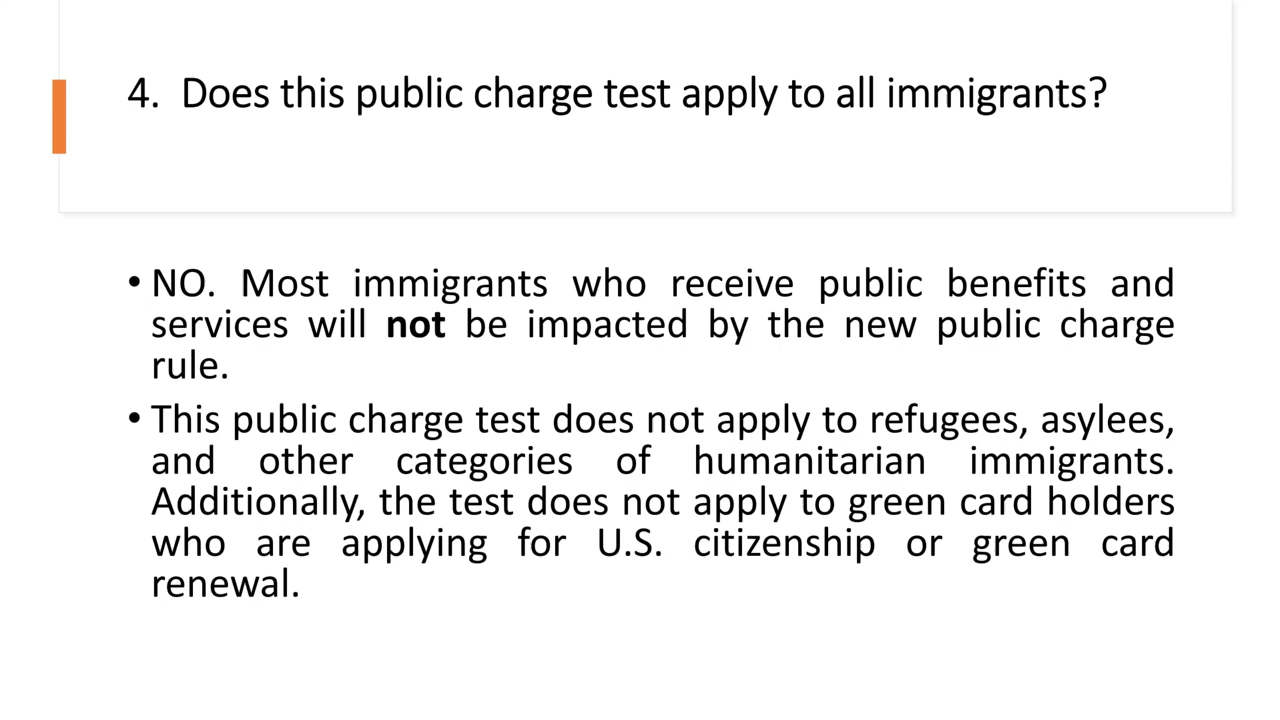 4. Does this public charge test apply to all immigrants?
• NO. Most immigrants who receive public benefits and
services will not be impacted by the new public charge
rule.
• This public charge test does not apply to refugees, asylees,
and other categories of humanitarian immigrants.
Additionally, the test does not apply to green card holders
who are applying for U.S. citizenship or green card
renewal.